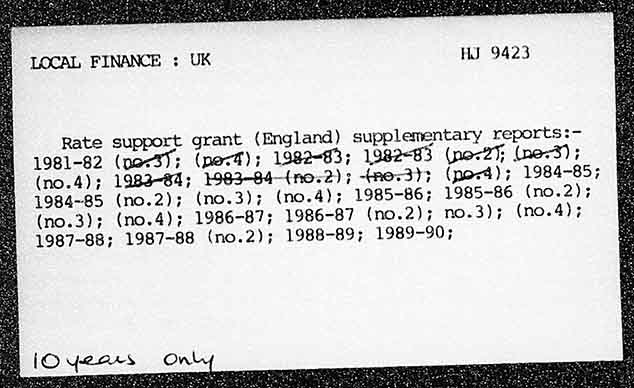 LOCAL FINANCE : UK
HJ 9423
Rate support grant (England) supplementary reports:-
1981-82 (no.3); (no.4); 1982-83; 1982-83 (no.2); (no.3);
(no.4); 1983-84; 1983-84 (no.2); (no.3); (no.4); 1984-85;
1984-85 (no.2); (no.3); (no.4); 1985-86; 1985-86 (no.2);
(no.3); (no.4); 1986-87; 1986-87 (no.2); no.3); (no.4);
1987-88; 1987-88 (no.2); 1988-89; 1989-90;
10 years only